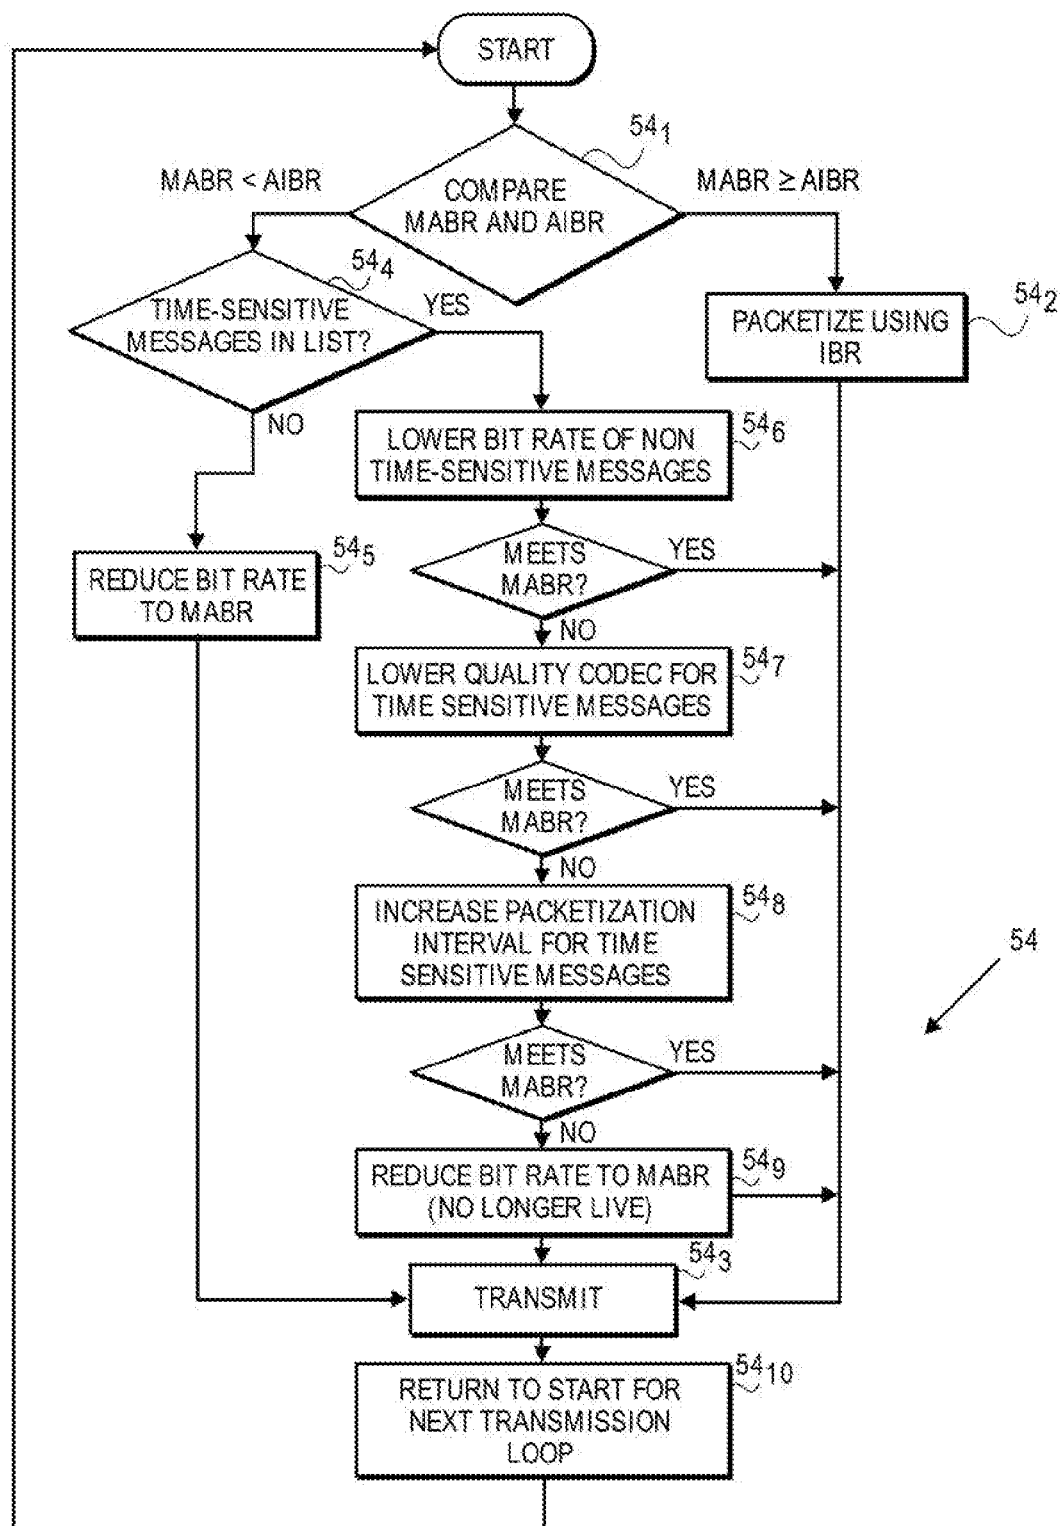 START
54₁
MABR < AIBR
COMPARE
MABR AND AIBR
MABR ≥ AIBR
54₄
TIME-SENSITIVE
MESSAGES IN LIST?
YES
NO
54₂
PACKETIZE USING
IBR
54₆
LOWER BIT RATE OF NON
TIME-SENSITIVE MESSAGES
MEETS
MABR?
YES
NO
54₅
REDUCE BIT RATE
TO MABR
54₇
LOWER QUALITY CODEC FOR
TIME SENSITIVE MESSAGES
MEETS
MABR?
YES
NO
54₈
INCREASE PACKETIZATION
INTERVAL FOR TIME
SENSITIVE MESSAGES
54
MEETS
MABR?
YES
NO
54₉
REDUCE BIT RATE TO MABR
(NO LONGER LIVE)
54₃
TRANSMIT
54₁₀
RETURN TO START FOR
NEXT TRANSMISSION
LOOP